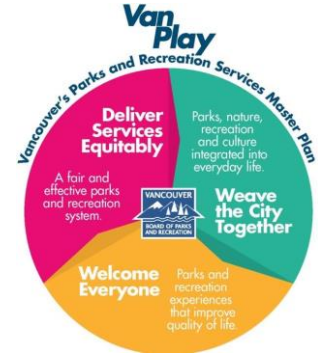 Van
Play
Vancouver's Parks and Recreation Services Master Plan
Deliver
Services
Equitably
A fair and
effective parks
and recreation
system.
Parks, nature,
recreation
and culture
integrated into
everyday life.
Weave
the City
Together
VANCOUVER
BOARD OF PARKS
AND RECREATION
Welcome
Everyone
Parks and
recreation
experiences
that improve
quality of life.